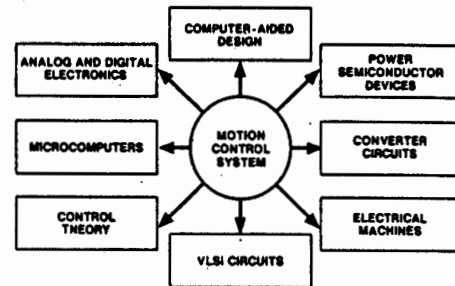 COMPUTER-AIDED
DESIGN
ANALOG AND DIGITAL
ELECTRONICS
POWER
SEMICONDUCTOR
DEVICES
MICROCOMPUTERS
MOTION
CONTROL
SYSTEM
CONVERTER
CIRCUITS
CONTROL
THEORY
ELECTRICAL
MACHINES
VLSI CIRCUITS